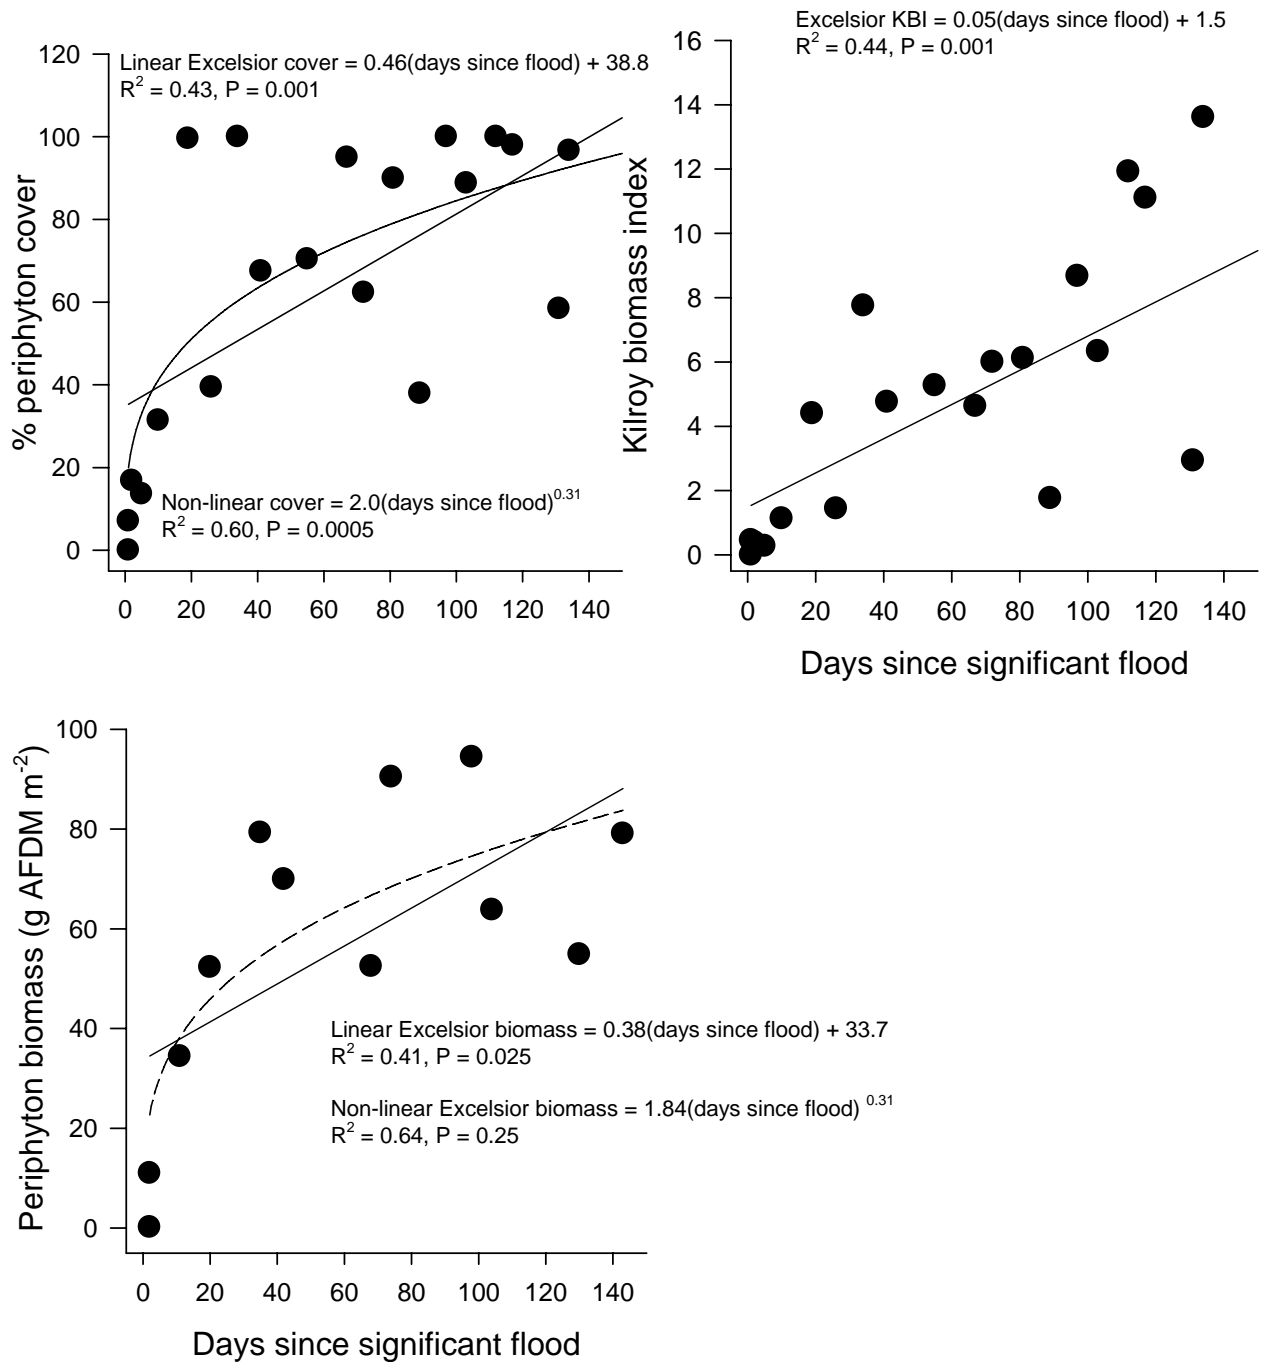 Linear Excelsior cover = 0.46(days since flood) + 38.8
R² = 0.43, P = 0.001
120
100
80
60
40
20
0
% periphyton cover
Non-linear cover = 2.0(days since flood)^0.31
R² = 0.60, P = 0.0005
0 20 40 60 80 100 120 140
Excelsior KBI = 0.05(days since flood) + 1.5
R² = 0.44, P = 0.001
16
14
12
10
8
6
4
2
0
Kilroy biomass index
0 20 40 60 80 100 120 140
Days since significant flood
100
80
60
40
20
0
Periphyton biomass (g AFDM m⁻²)
Linear Excelsior biomass = 0.38(days since flood) + 33.7
R² = 0.41, P = 0.025
Non-linear Excelsior biomass = 1.84(days since flood) ^0.31
R² = 0.64, P = 0.25
0 20 40 60 80 100 120 140
Days since significant flood